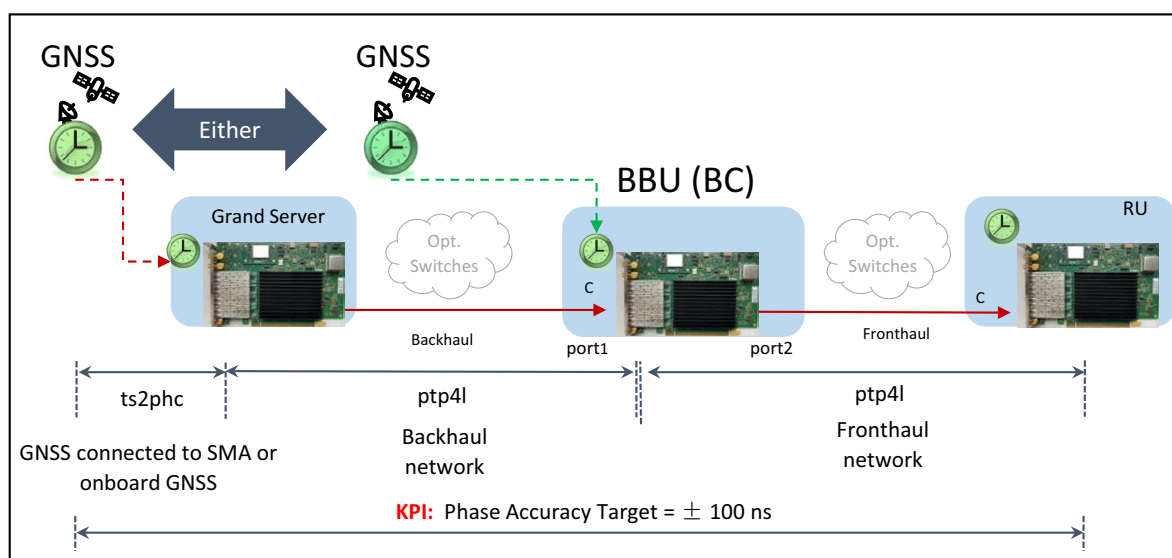 GNSS
GNSS
Either
BBU (BC)
Grand Server
RU
Opt.
Switches
Opt.
Switches
C
C
Backhaul
Fronthaul
port1
port2
ts2phc
ptp4l
ptp4l
Backhaul
network
Fronthaul
network
GNSS connected to SMA or
onboard GNSS
KPI: Phase Accuracy Target = ± 100 ns